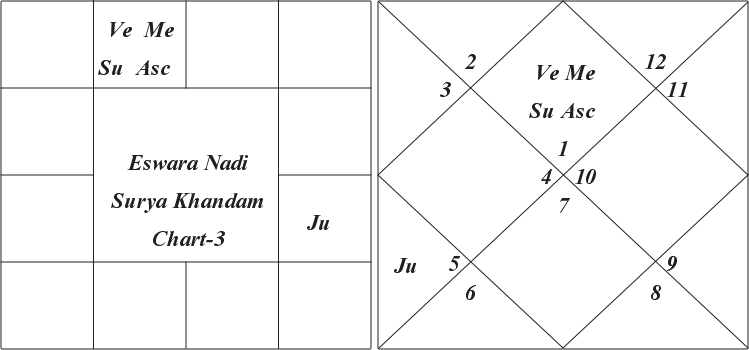 Ve Me
Su Asc
Eswara Nadi
Surya Khandam
Chart-3
Ju
2
12
3
11
Ve Me
Su Asc
1
4 10
7
Ju
5
9
6
8